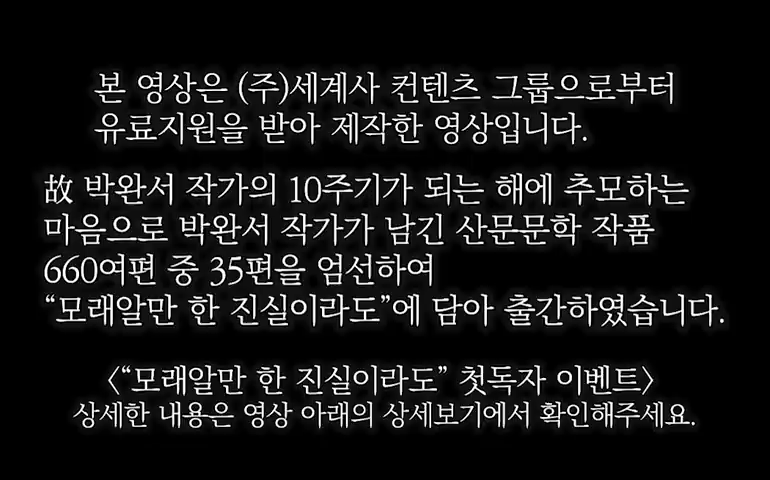 본 영상은 (주)세계사 컨텐츠 그룹으로부터
유료지원을 받아 제작한 영상입니다.
故 박완서 작가의 10주기가 되는 해에 추모하는
마음으로 박완서 작가가 남긴 산문문학 작품
660여편 중 35편을 엄선하여
“모래알만 한 진실이라도”에 담아 출간하였습니다.
〈“모래알만 한 진실이라도” 첫독자 이벤트〉
상세한 내용은 영상 아래의 상세보기에서 확인해주세요.